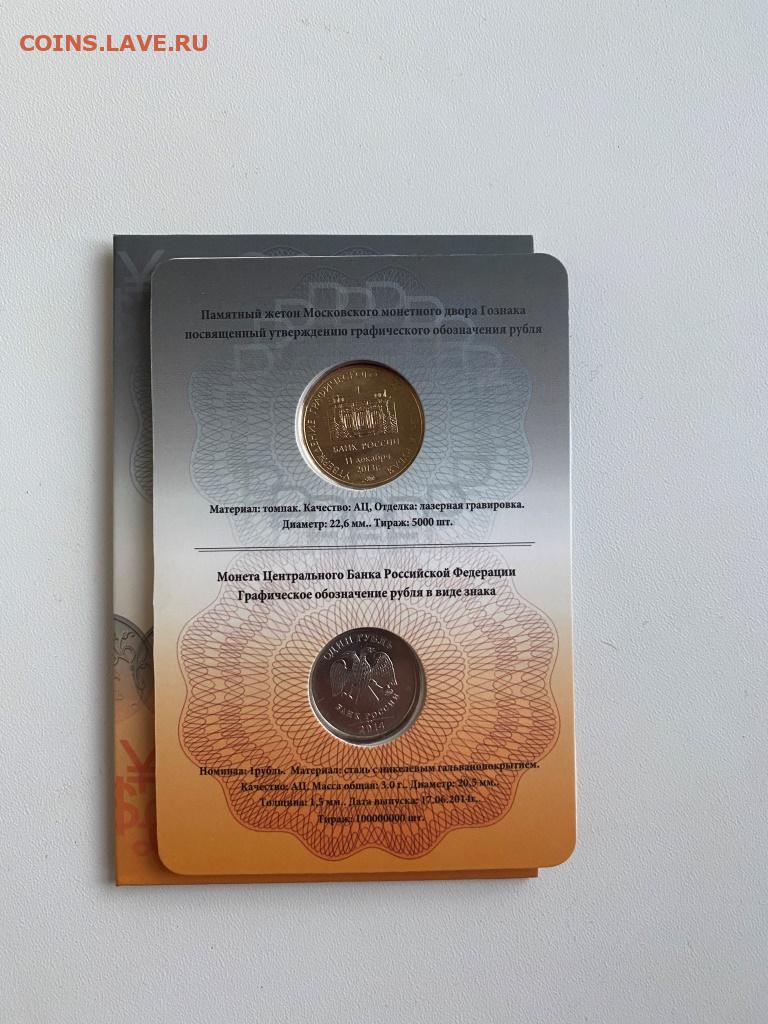 COINS.LAVE.RU
Памятный жетон Московского монетного двора Гознака
посвященный утверждению графического обозначения рубля
УТВЕРЖДЕНИЕ ГРАФИЧЕСКОГО
БАНК РОССИИ
11 декабря
2013г.
Материал: томпак. Качество: АЦ, Отделка: лазерная гравировка.
Диаметр: 22,6 мм.. Тираж: 5000 шт.
Монета Центрального Банка Российской Федерации
Графическое обозначение рубля в виде знака
ОДИН РУБЛЬ
БАНК РОССИИ
2014
Номинал: 1рубль. Материал: сталь с никелевым гальванопокрытием.
Качество: АЦ, Масса общая: 3.0 г.. Диаметр: 20,5 мм..
Толщина: 1,5 мм.. Дата выпуска: 17.06.2014г..
Тираж: 100000000 шт.